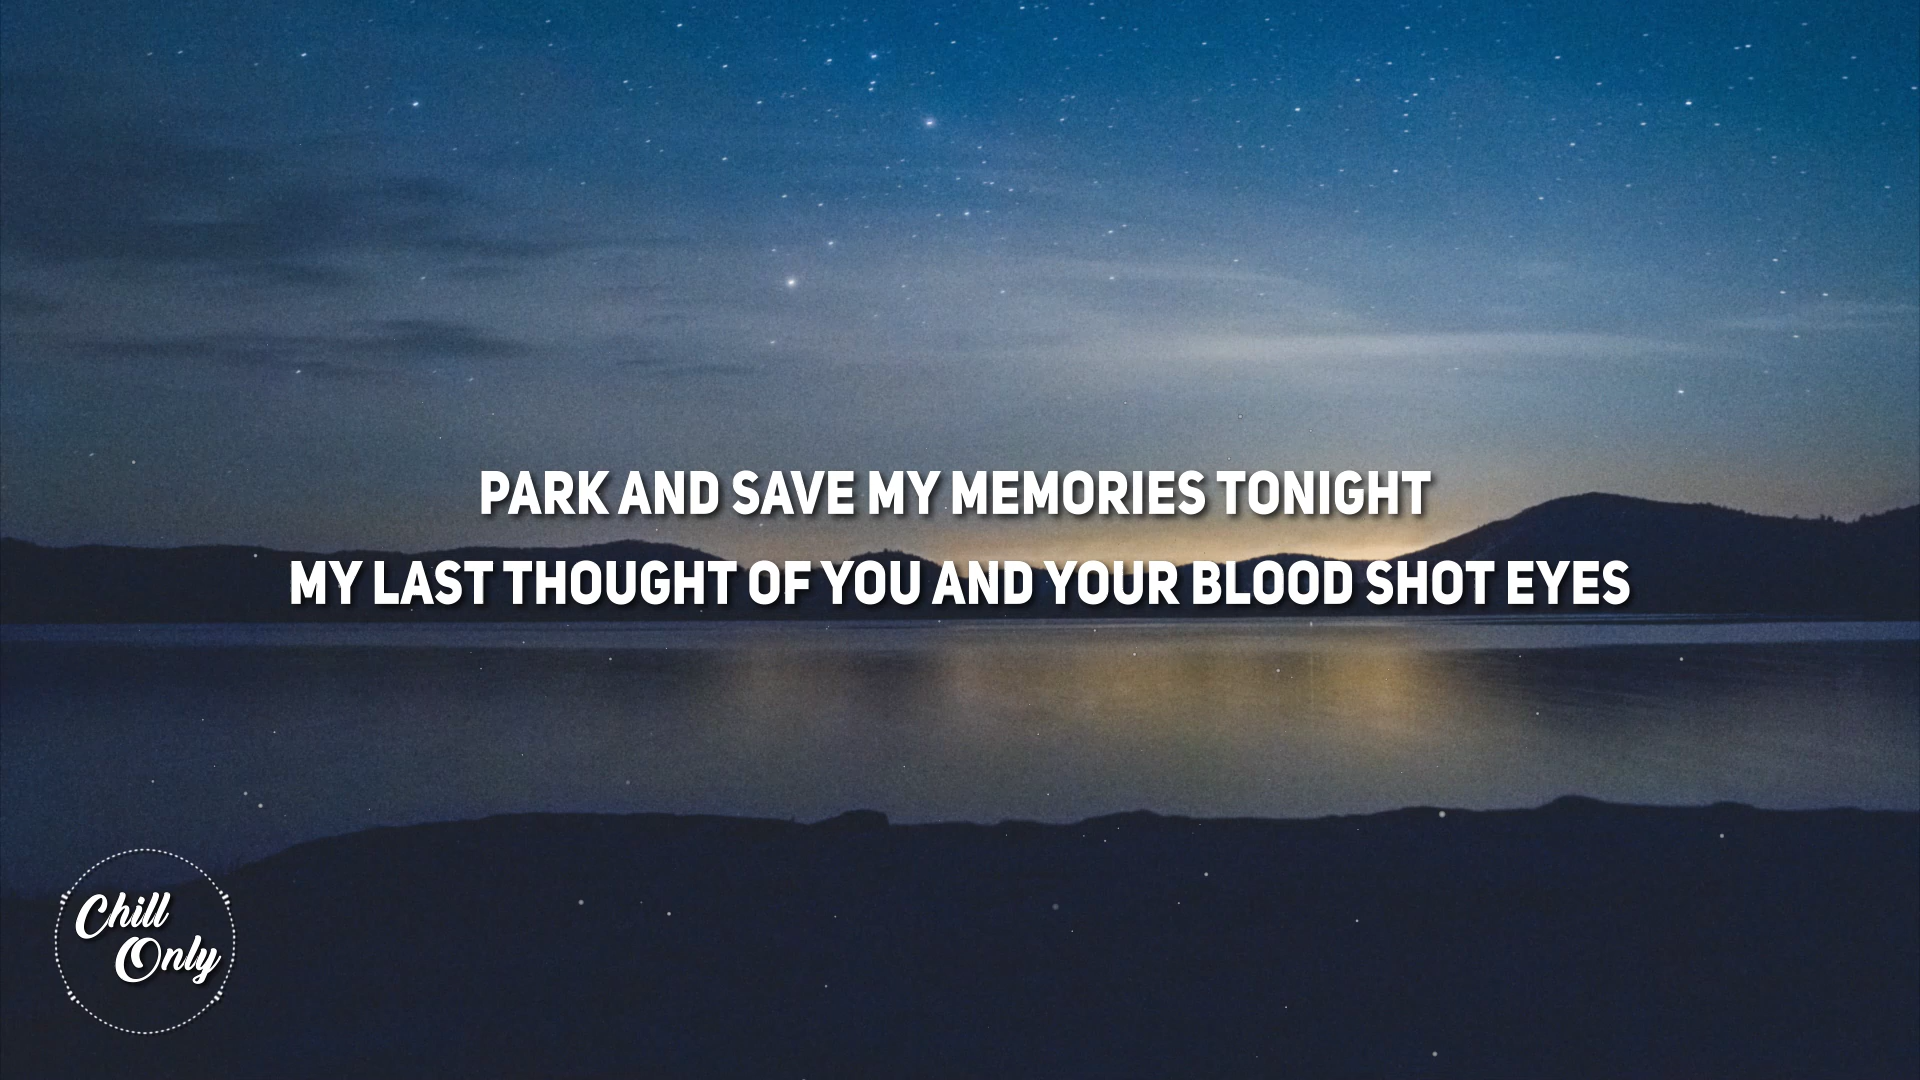 PARK AND SAVE MY MEMORIES TONIGHT
MY LAST THOUGHT OF YOU AND YOUR BLOOD SHOT EYES
Chill
Only